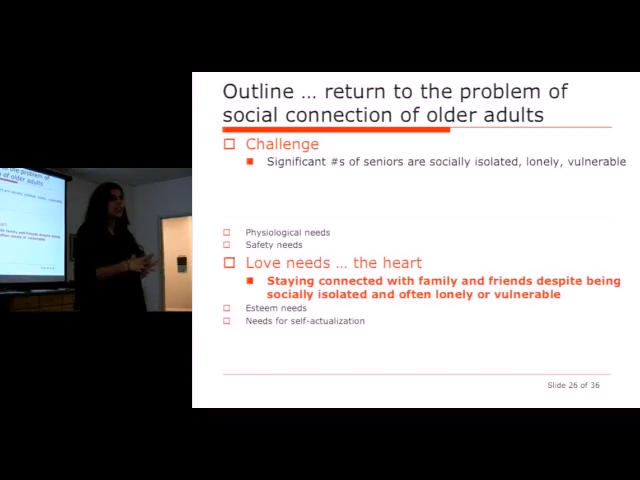 Outline … return to the problem of
social connection of older adults
Challenge
Significant #s of seniors are socially isolated, lonely, vulnerable
Physiological needs
Safety needs
Love needs … the heart
Staying connected with family and friends despite being
socially isolated and often lonely or vulnerable
Esteem needs
Needs for self-actualization
Slide 26 of 36